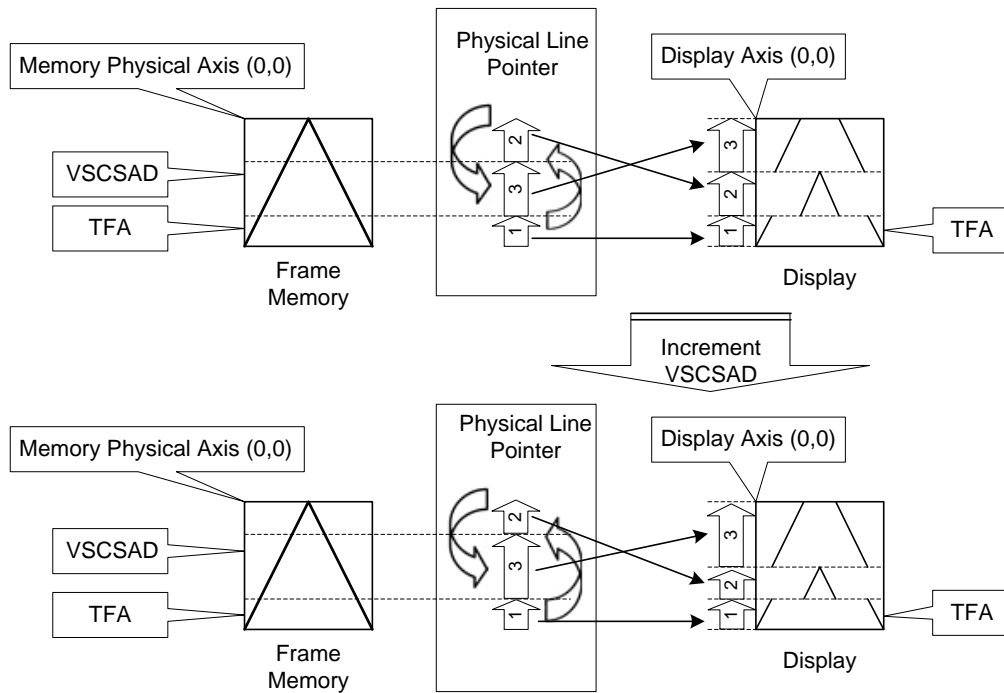 Physical Line
Pointer
Memory Physical Axis (0,0)
Display Axis (0,0)
VSCSAD
TFA
2
3
1
3
2
1
TFA
Frame
Memory
Display
Increment
VSCSAD
Physical Line
Pointer
Memory Physical Axis (0,0)
Display Axis (0,0)
VSCSAD
TFA
2
3
1
3
2
1
TFA
Frame
Memory
Display